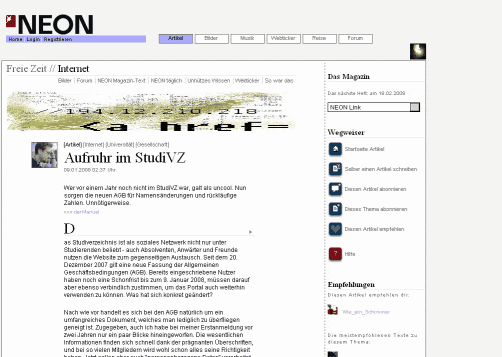 NEON
Home Login Registrieren
Artikel Bilder Musik Weblicker Reise Forum
Freie Zeit // Internet
Bilder Forum NEON Magazin-Text NEON täglich Unnützes Wissen Weblicker So war das
<a href=
[Artikel] [Internet] [Universität] [Gesellschaft]
Aufruhr im StudiVZ
09.01.2008 02:37 Uhr
Wer vor einem Jahr noch nicht im StudiVZ war, galt als uncool. Nun
sorgen die neuen AGB für Namensänderungen und rückläufige
Zahlen. Unnötigerweise.
D
as Studiverzeichnis ist als soziales Netzwerk nicht nur unter
Studierenden beliebt - auch Absolventen, Anwärter und Freunde
nutzen die Website zum gegenseitigen Austausch. Seit dem 20.
Dezember 2007 gilt eine neue Fassung der Allgemeinen
Geschäftsbedingungen (AGB). Bereits eingeschriebene Nutzer
haben noch eine Schonfrist bis zum 9. Januar 2008, müssen darauf
aber ebenso verbindlich zustimmen, um das Portal auch weiterhin
verwenden zu können. Was hat sich konkret geändert?
Nach wie vor handelt es sich bei den AGB natürlich um ein
umfangreiches Dokument, welches man lediglich zu überfliegen
geneigt ist. Zugegeben, auch ich habe bei meiner Erstanmeldung vor
zwei Jahren nur ein paar Blicke hineingeworfen. Die wesentlichen
Informationen finden sich schnell dank der prägnanten Überschriften,
und bei so vielen Mitgliedern wird wohl schon alles seine Richtigkeit
Das Magazin
Das nächste Heft: am 18.02.2008
NEON Link
Wegweiser
Startseite Artikel
Selber einen Artikel schreiben
Diesen Artikel abonnieren
Dieses Thema abonnieren
Diesen Artikel empfehlen
Hilfe
Empfehlungen
Diesen Artikel empfehlen dir:
Die meistempfohlenen Texte zu
diesem Thema: